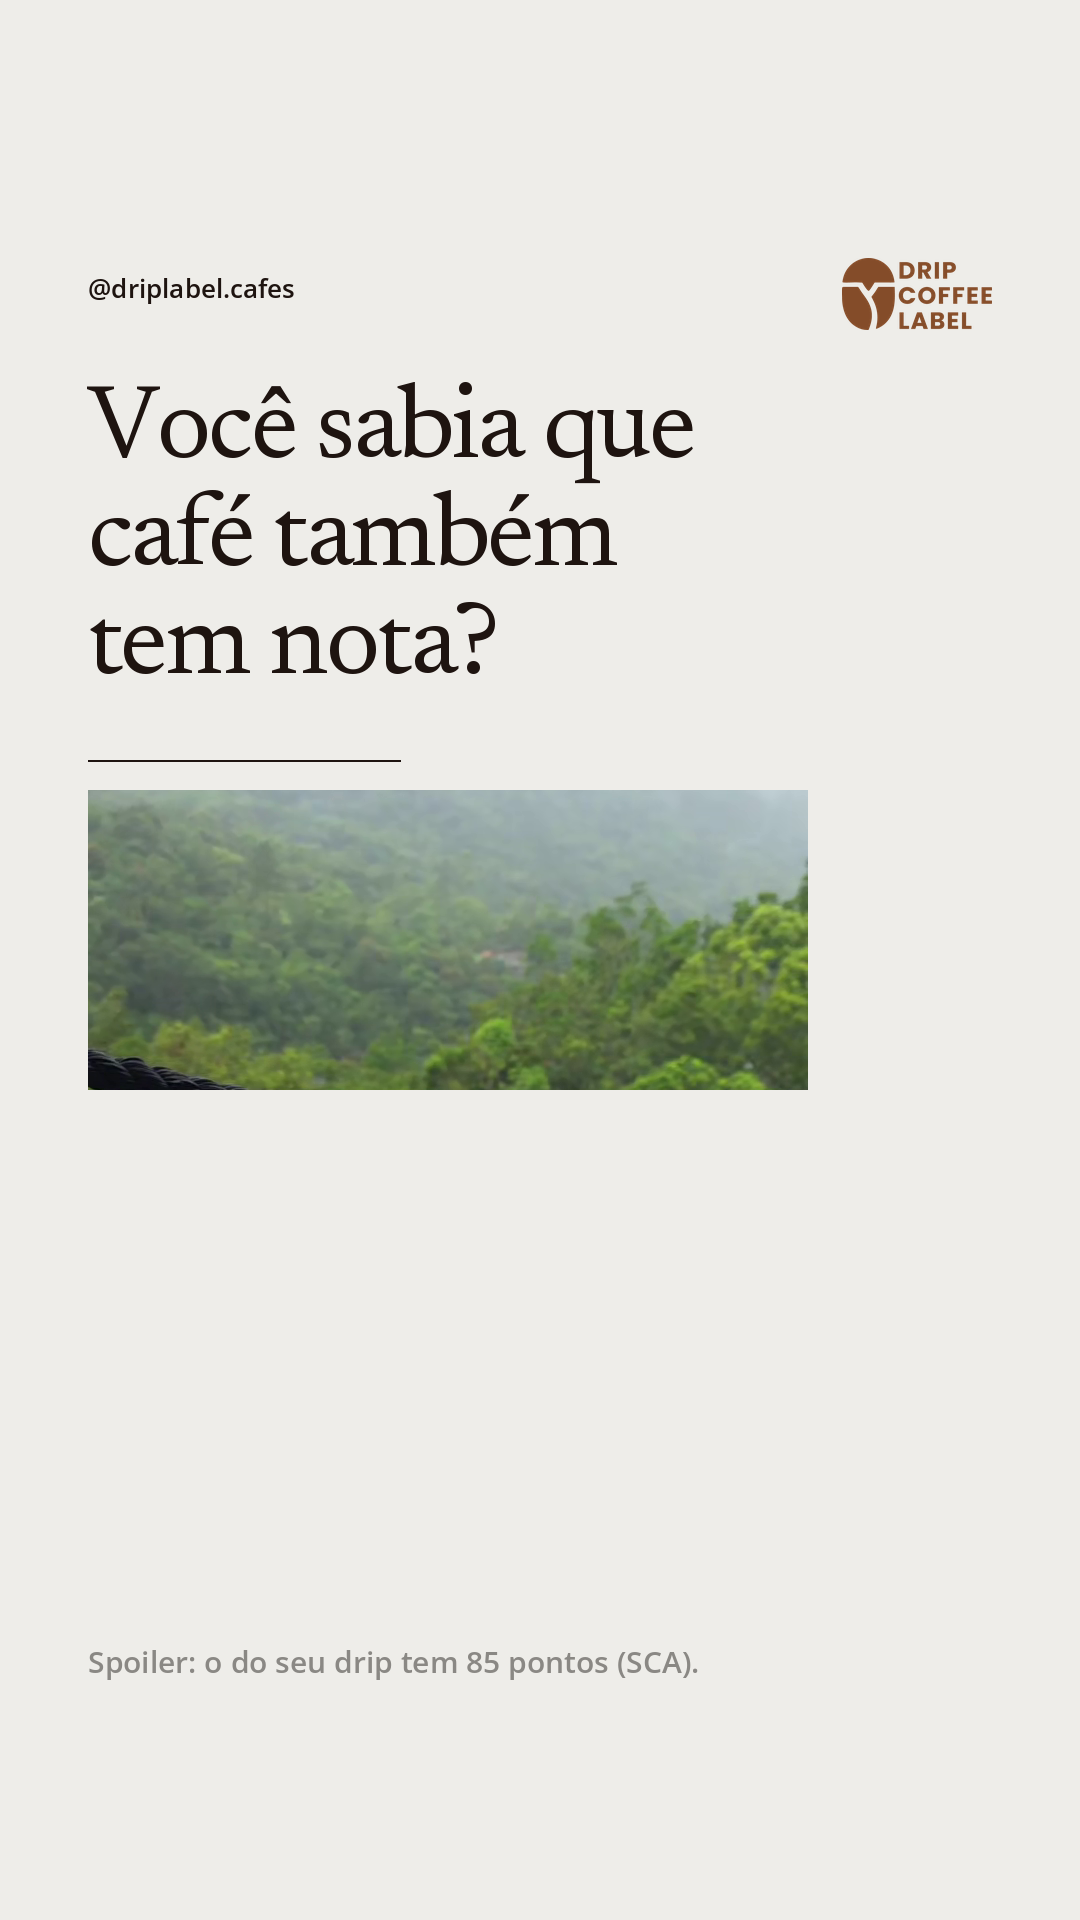 @driplabel.cafes
DRIP
COFFEE
LABEL
Você sabia que
café também
tem nota?
Spoiler: o do seu drip tem 85 pontos (SCA).